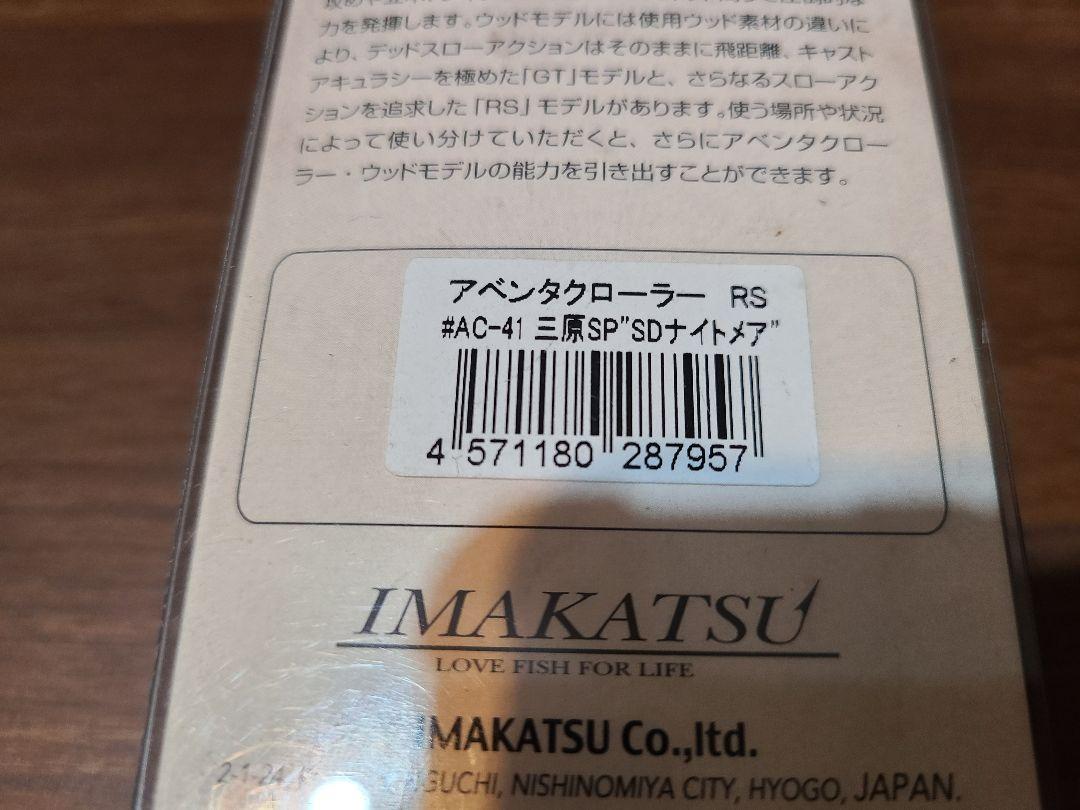 力を発揮します。ウッドモデルには使用ウッド素材の違いに
より、デッドスローアクションはそのままに飛距離、キャスト
アキュラシーを極めた「GT」モデルと、さらなるスローアク
ションを追求した「RS」モデルがあります。使う場所や状況
によって使い分けていただくと、さらにアベンタクロー
ラー・ウッドモデルの能力を引き出すことができます。
アベンタクローラー RS
#AC-41 三原SP"SDナイトメア"
4 571180 287957
IMAKATSU
LOVE FISH FOR LIFE
IMAKATSU Co.,ltd.
2-1-24, NISHINOMIYA CITY, HYOGO, JAPAN.